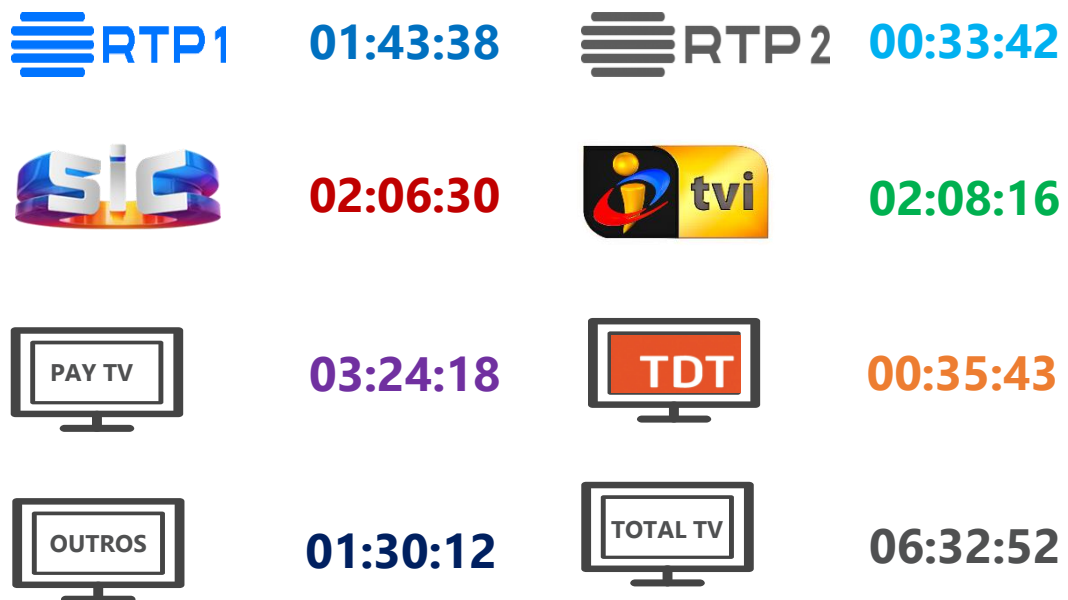 RTP1 01:43:38 RTP2 00:33:42
sic 02:06:30 tvi 02:08:16
PAY TV 03:24:18 TDT 00:35:43
OUTROS 01:30:12 TOTAL TV 06:32:52